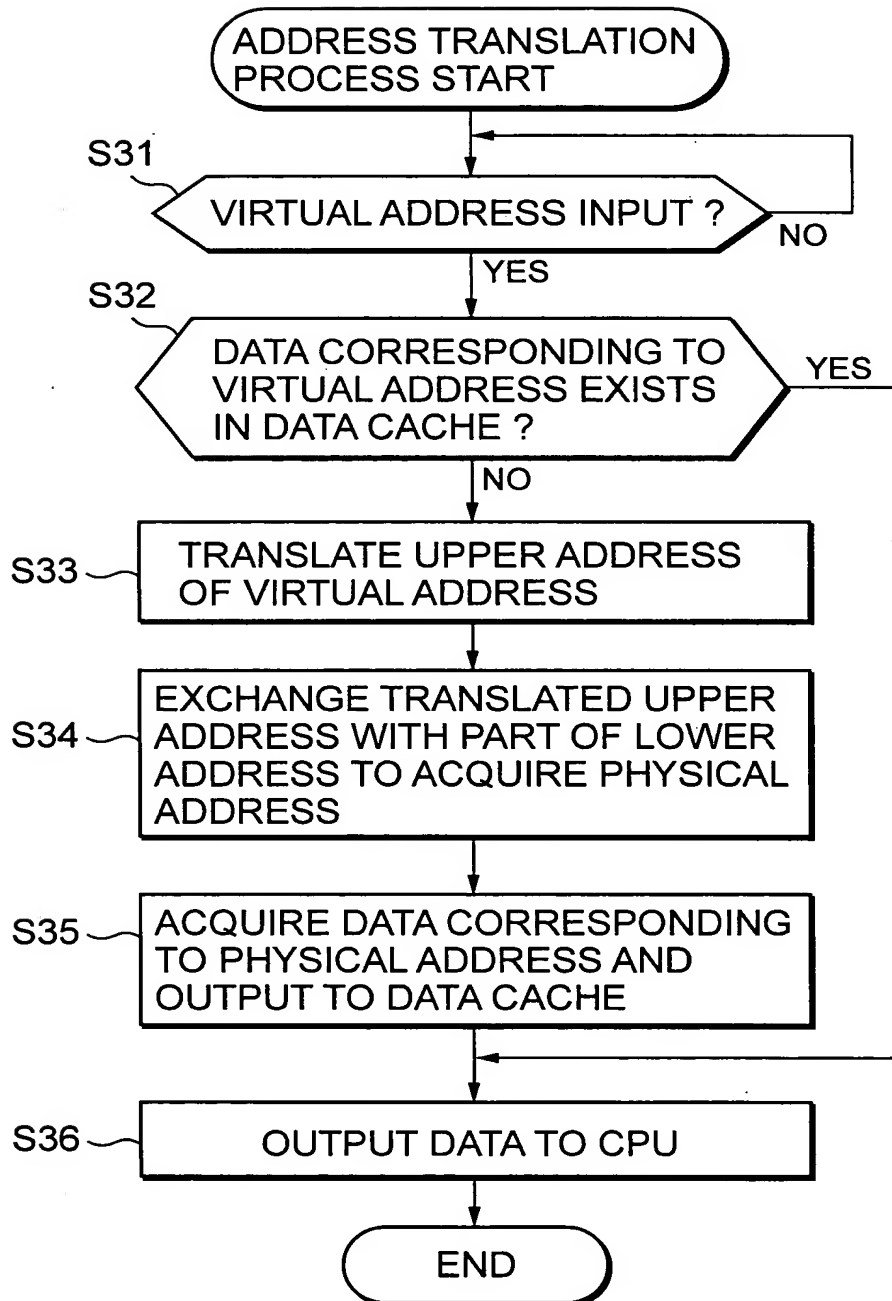 ADDRESS TRANSLATION
PROCESS START
S31
VIRTUAL ADDRESS INPUT ?
NO
YES
S32
DATA CORRESPONDING TO
VIRTUAL ADDRESS EXISTS
IN DATA CACHE ?
YES
NO
S33
TRANSLATE UPPER ADDRESS
OF VIRTUAL ADDRESS
S34
EXCHANGE TRANSLATED UPPER
ADDRESS WITH PART OF LOWER
ADDRESS TO ACQUIRE PHYSICAL
ADDRESS
S35
ACQUIRE DATA CORRESPONDING
TO PHYSICAL ADDRESS AND
OUTPUT TO DATA CACHE
S36
OUTPUT DATA TO CPU
END